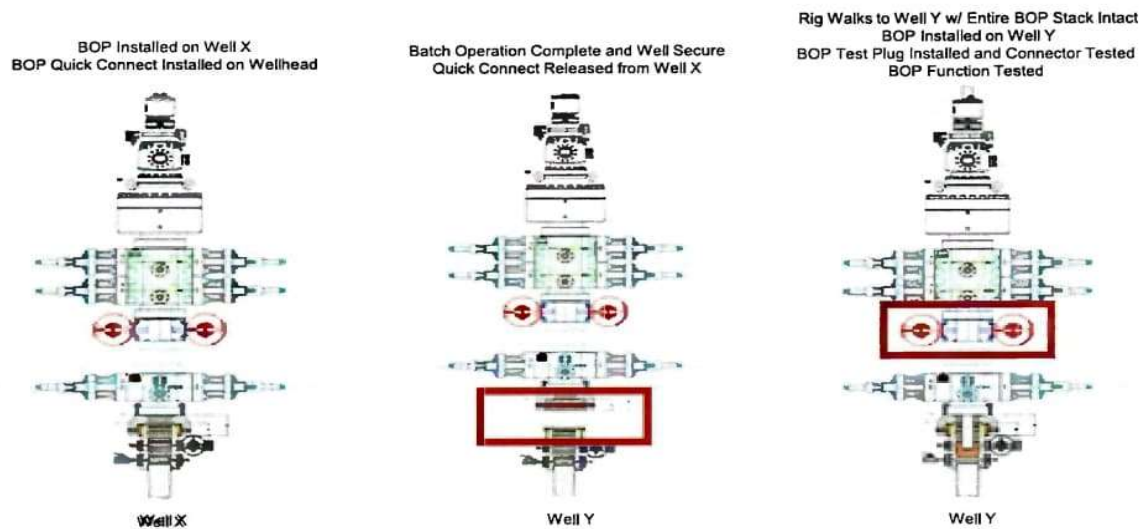 BOP Installed on Well X
BOP Quick Connect Installed on Wellhead
Batch Operation Complete and Well Secure
Quick Connect Released from Well X
Rig Walks to Well Y w/ Entire BOP Stack Intact
BOP Installed on Well Y
BOP Test Plug Installed and Connector Tested
BOP Function Tested
Well X
Well Y
Well Y